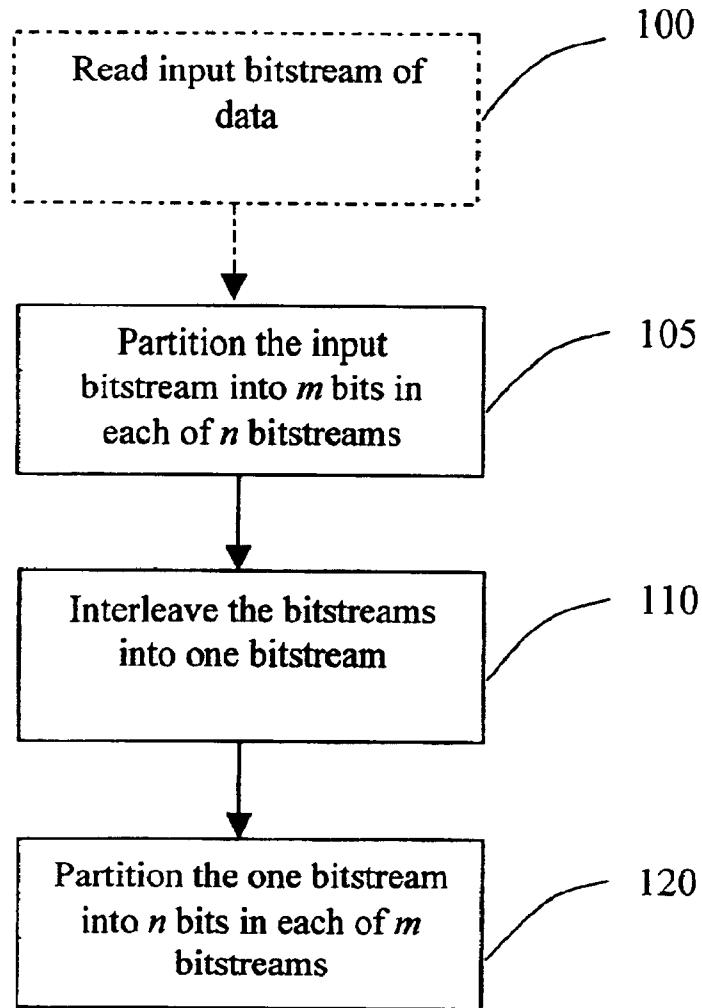 100
Read input bitstream of
data
105
Partition the input
bitstream into m bits in
each of n bitstreams
110
Interleave the bitstreams
into one bitstream
120
Partition the one bitstream
into n bits in each of m
bitstreams